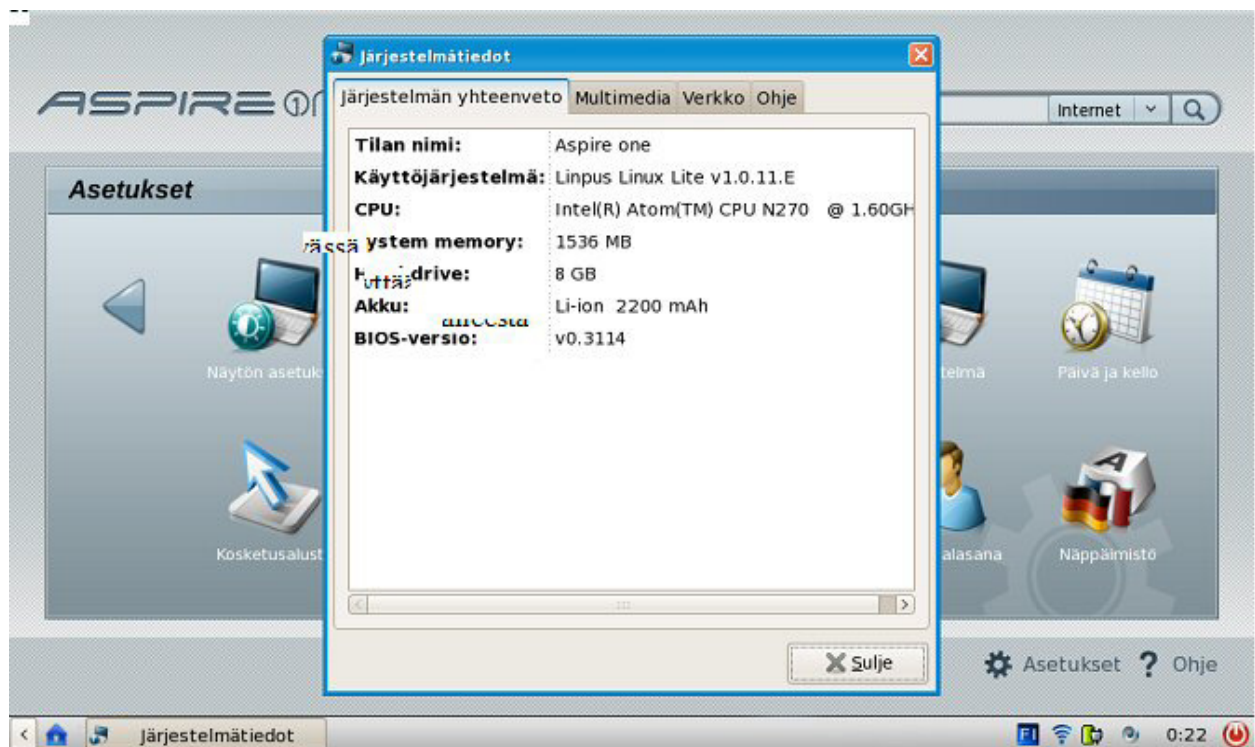 Järjestelmätiedot
ASPIRE
Järjestelmän yhteenveto Multimedia Verkko Ohje
Internet
Asetukset
Tilan nimi: Aspire one
Käyttöjärjestelmä: Linpus Linux Lite v1.0.11.E
CPU: Intel(R) Atom(TM) CPU N270 @ 1.60GH
ystem memory: 1536 MB
drive: 8 GB
Akku: Li-ion 2200 mAh
BIOS-versio: v0.3114
Näytön asetuk
telmä
Päivä ja kello
Kosketusalust
alasana
Näppäimistö
Sulje
Asetukset ? Ohje
Järjestelmätiedot
FI
0:22